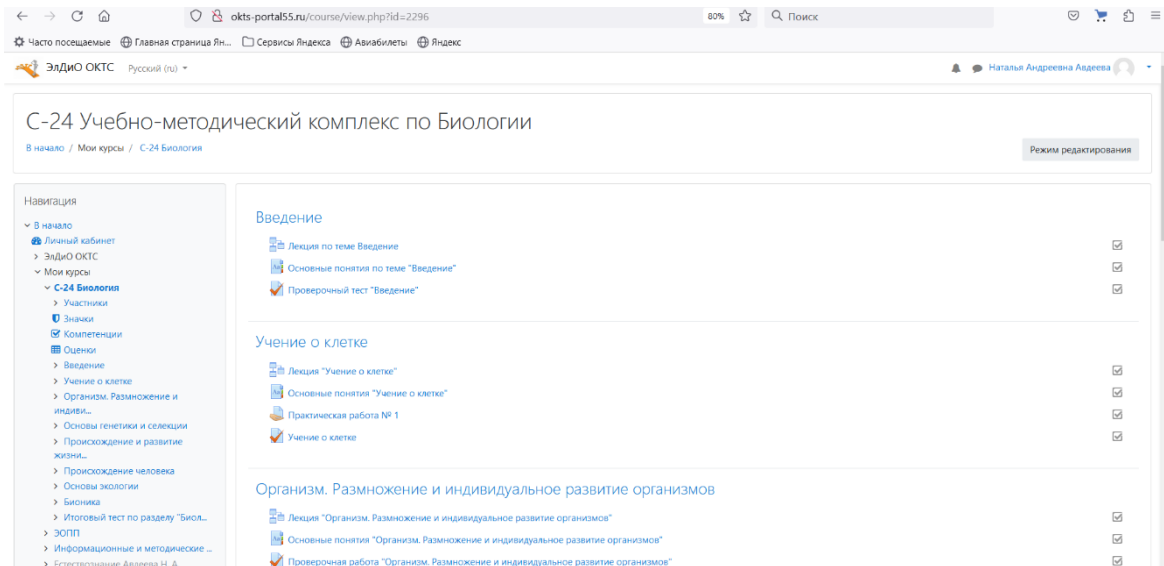 okts-portal55.ru/course/view.php?id=2296
80%
Поиск
Часто посещаемые
Главная страница Ян...
Сервисы Яндекса
Авиабилеты
Яндекс
ЭлДиО ОКТС
Русский (ru)
Наталья Андреевна Авдеева
С-24 Учебно-методический комплекс по Биологии
В начало / Мои курсы / С-24 Биология
Режим редактирования
Навигация
В начало
Личный кабинет
ЭлДиО ОКТС
Мои курсы
С-24 Биология
Участники
Значки
Компетенции
Оценки
Введение
Учение о клетке
Организм. Размножение и
индиви...
Основы генетики и селекции
Происхождение и развитие
жизни...
Происхождение человека
Основы экологии
Бионика
Итоговый тест по разделу "Биол...
ЭОПП
Информационные и методические ...
Естествознание Авдеева Н. А.
Введение
Лекция по теме Введение
Основные понятия по теме "Введение"
Проверочный тест "Введение"
Учение о клетке
Лекция "Учение о клетке"
Основные понятия "Учение о клетке"
Практическая работа № 1
Учение о клетке
Организм. Размножение и индивидуальное развитие организмов
Лекция "Организм. Размножение и индивидуальное развитие организмов"
Основные понятия "Организм. Размножение и индивидуальное развитие организмов"
Проверочная работа "Организм. Размножение и индивидуальное развитие организмов"